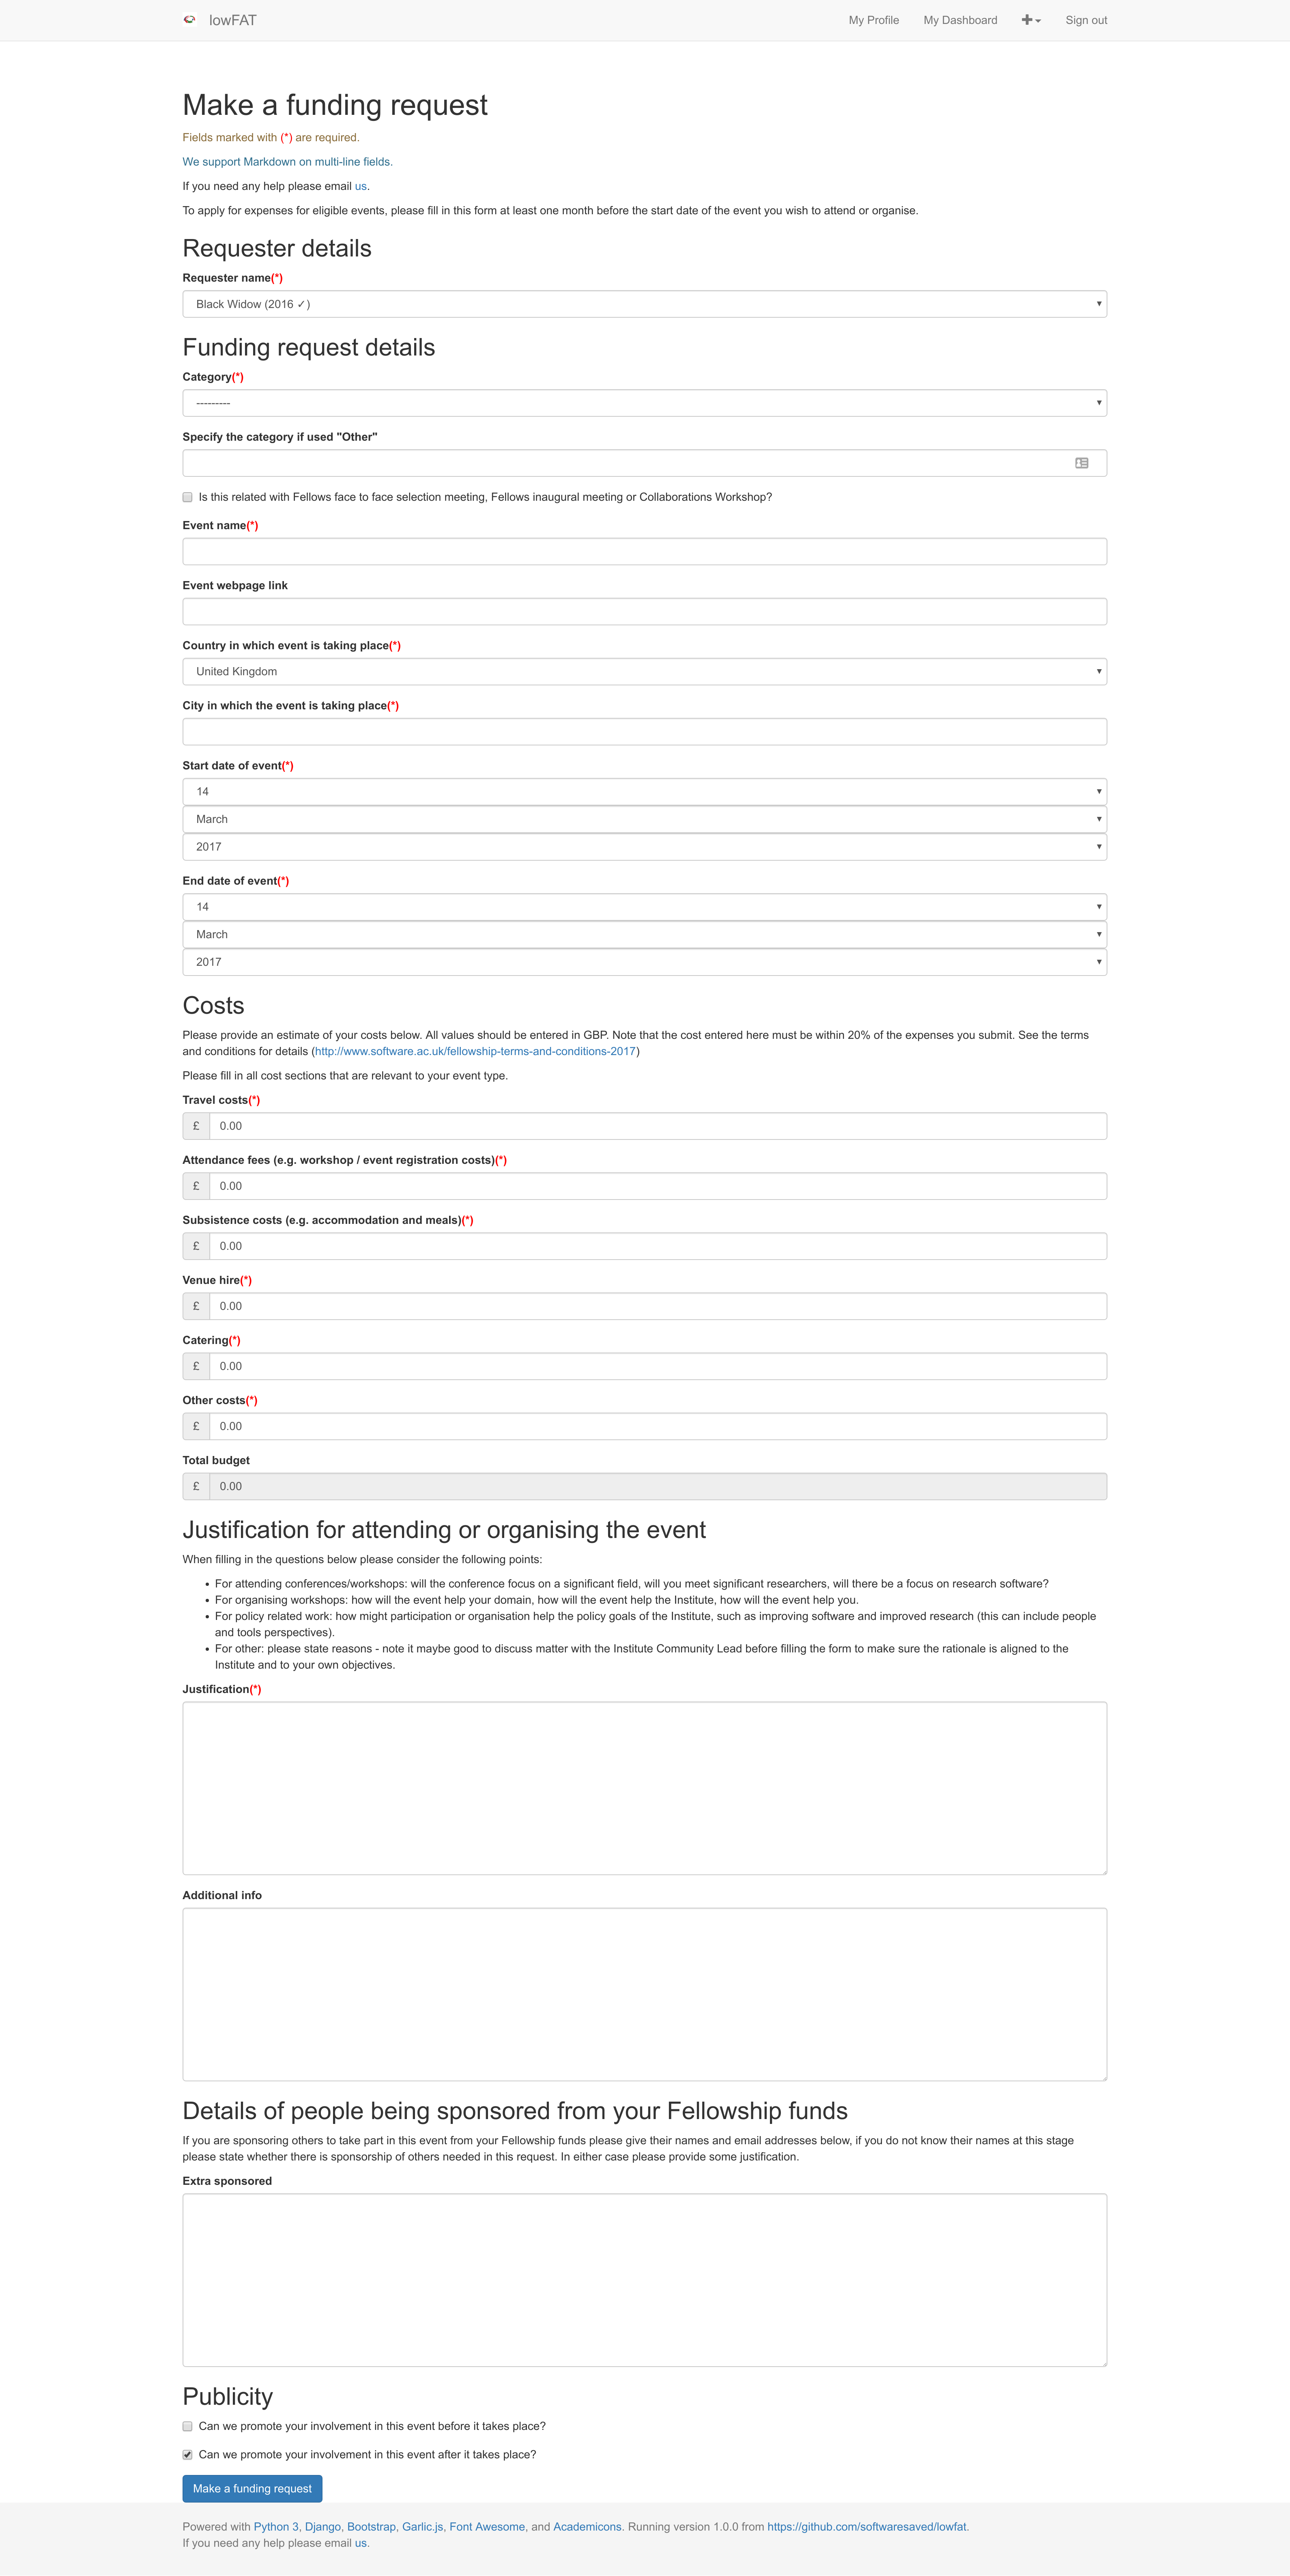 lowFAT
My Profile
My Dashboard
Sign out
Make a funding request
Fields marked with (*) are required.
We support Markdown on multi-line fields.
If you need any help please email us.
To apply for expenses for eligible events, please fill in this form at least one month before the start date of the event you wish to attend or organise.
Requester details
Requester name(*)
Black Widow (2016 ✓)
Funding request details
Category(*)
---------
Specify the category if used "Other"
Is this related with Fellows face to face selection meeting, Fellows inaugural meeting or Collaborations Workshop?
Event name(*)
Event webpage link
Country in which event is taking place(*)
United Kingdom
City in which the event is taking place(*)
Start date of event(*)
14
March
2017
End date of event(*)
14
March
2017
Costs
Please provide an estimate of your costs below. All values should be entered in GBP. Note that the cost entered here must be within 20% of the expenses you submit. See the terms
and conditions for details (http://www.software.ac.uk/fellowship-terms-and-conditions-2017)
Please fill in all cost sections that are relevant to your event type.
Travel costs(*)
£ 0.00
Attendance fees (e.g. workshop / event registration costs)(*)
£ 0.00
Subsistence costs (e.g. accommodation and meals)(*)
£ 0.00
Venue hire(*)
£ 0.00
Catering(*)
£ 0.00
Other costs(*)
£ 0.00
Total budget
£ 0.00
Justification for attending or organising the event
When filling in the questions below please consider the following points:
• For attending conferences/workshops: will the conference focus on a significant field, will you meet significant researchers, will there be a focus on research software?
• For organising workshops: how will the event help your domain, how will the event help the Institute, how will the event help you.
• For policy related work: how might participation or organisation help the policy goals of the Institute, such as improving software and improved research (this can include people
and tools perspectives).
• For other: please state reasons - note it maybe good to discuss matter with the Institute Community Lead before filling the form to make sure the rationale is aligned to the
Institute and to your own objectives.
Justification(*)
Additional info
Details of people being sponsored from your Fellowship funds
If you are sponsoring others to take part in this event from your Fellowship funds please give their names and email addresses below, if you do not know their names at this stage
please state whether there is sponsorship of others needed in this request. In either case please provide some justification.
Extra sponsored
Publicity
Can we promote your involvement in this event before it takes place?
Can we promote your involvement in this event after it takes place?
Make a funding request
Powered with Python 3, Django, Bootstrap, Garlic.js, Font Awesome, and Academicons. Running version 1.0.0 from https://github.com/softwaresaved/lowfat.
If you need any help please email us.